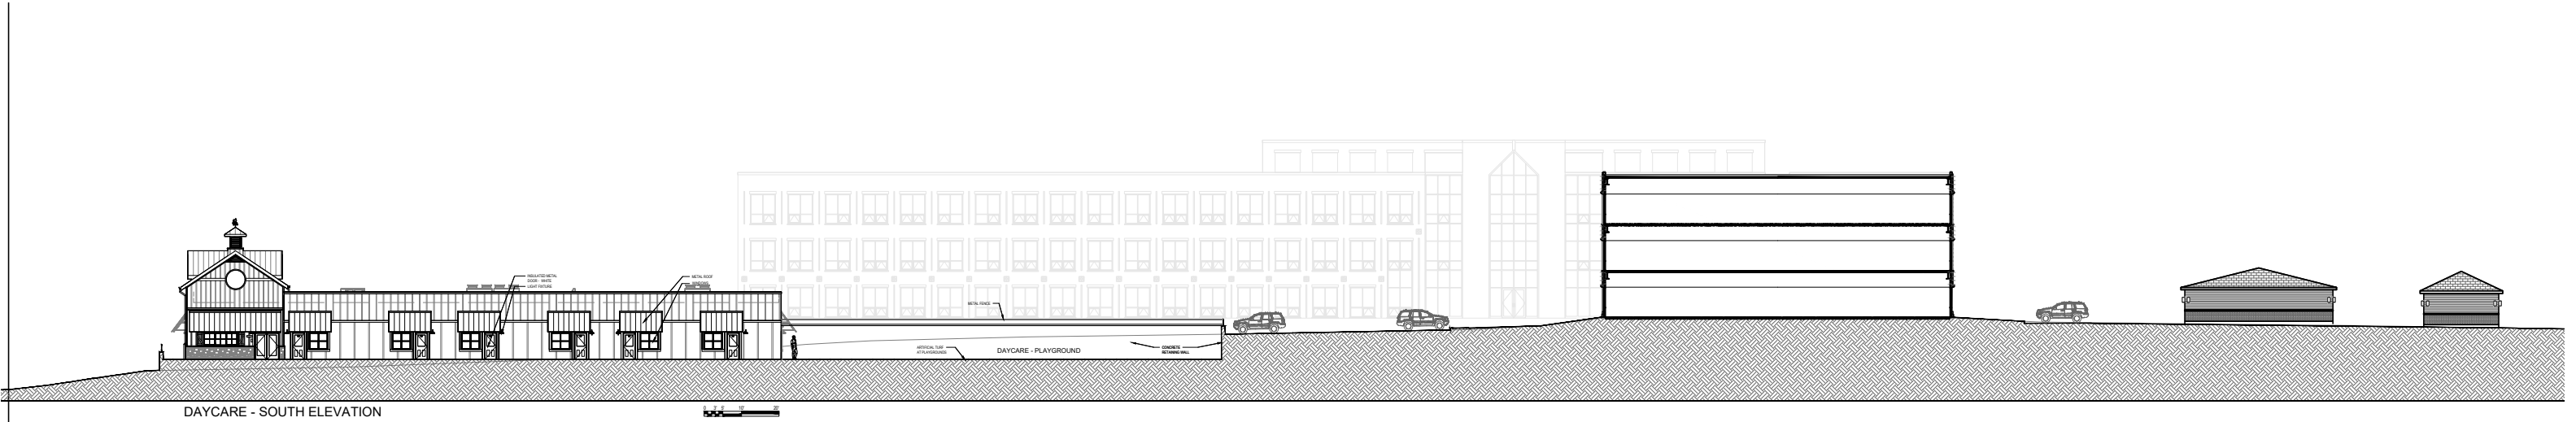 INSULATED METAL
DOOR - WHITE
LIGHT FIXTURE
METAL ROOF
WINDOWS
METAL FENCE
ARTIFICIAL TURF
AT PLAYGROUNDS
DAYCARE - PLAYGROUND
CONCRETE
RETAINING WALL
DAYCARE - SOUTH ELEVATION